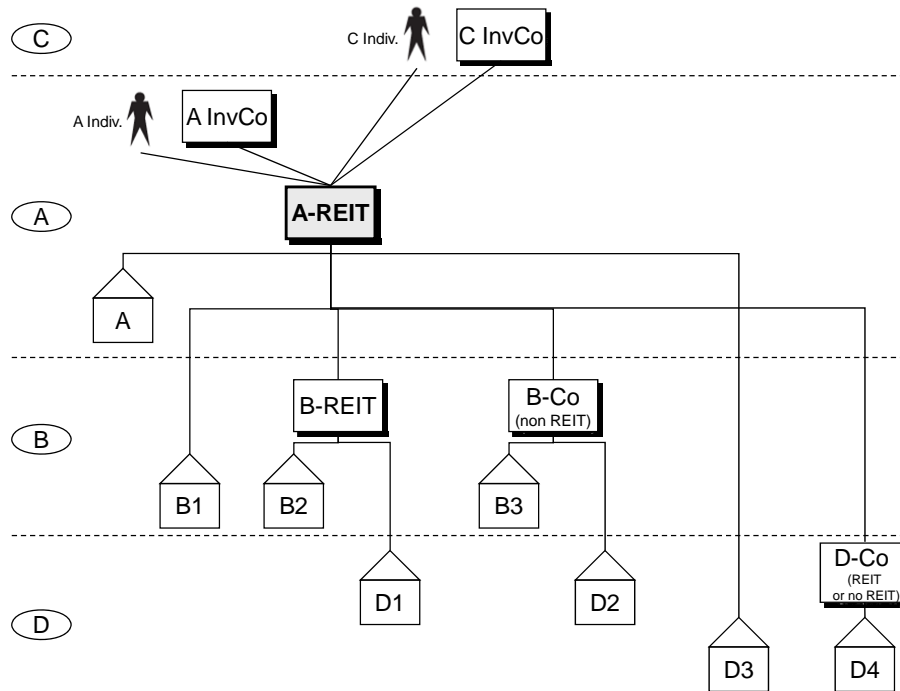 C
C Indiv.
C InvCo
A Indiv.
A InvCo
A
A-REIT
A
B
B-REIT
B-Co
(non REIT)
B1
B2
B3
D
D1
D2
D-Co
(REIT
or no REIT)
D3
D4